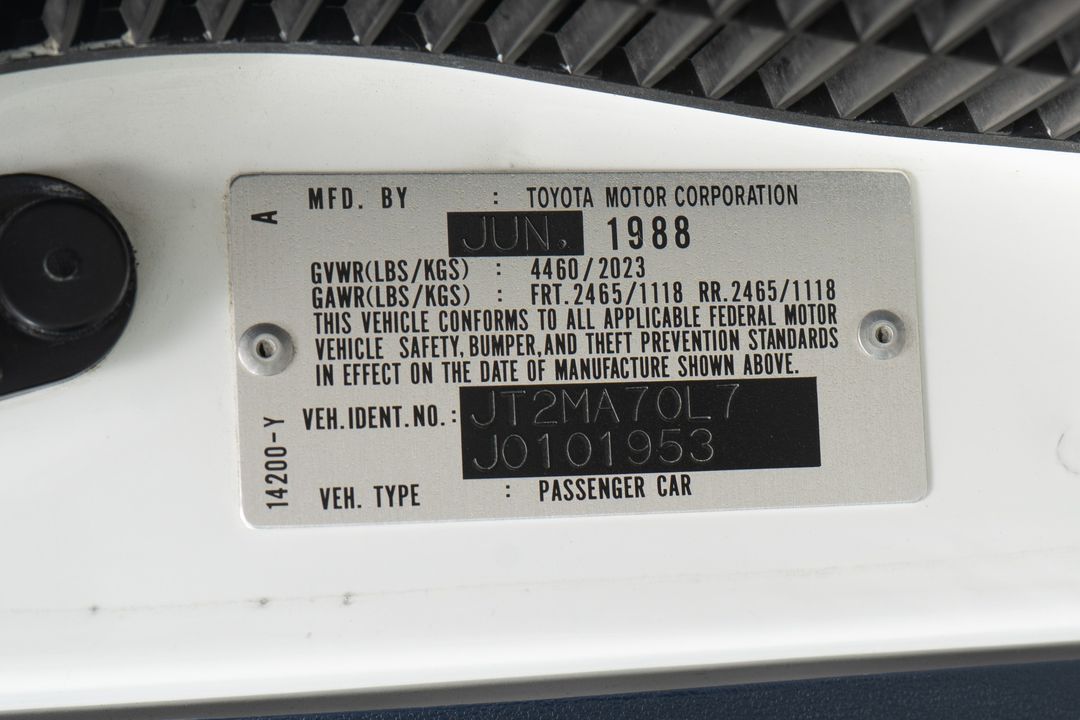 A
MFD. BY : TOYOTA MOTOR CORPORATION
JUN, 1988
GVWR(LBS/KGS) : 4460/2023
GAWR(LBS/KGS) : FRT.2465/1118 RR.2465/1118
THIS VEHICLE CONFORMS TO ALL APPLICABLE FEDERAL MOTOR
VEHICLE SAFETY, BUMPER, AND THEFT PREVENTION STANDARDS
IN EFFECT ON THE DATE OF MANUFACTURE SHOWN ABOVE.
VEH.IDENT.NO.: JT2MA70L7
J0101953
VEH. TYPE : PASSENGER CAR
14200-Y